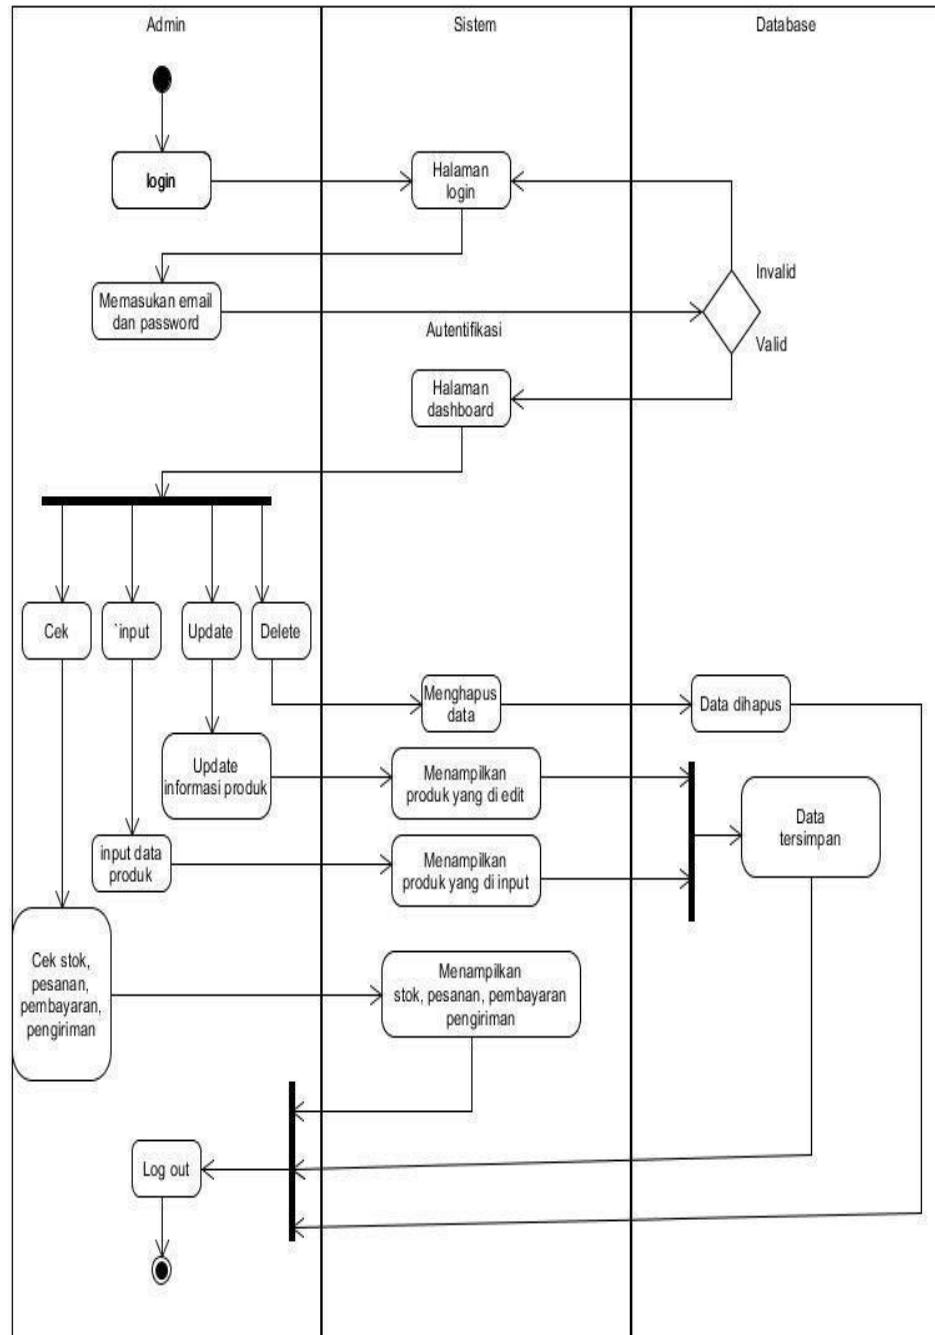 Admin
Sistem
Database
login
Halaman
login
Invalid
Memasukan email
dan password
Autentifikasi
Valid
Halaman
dashboard
Cek
`input
Update
Delete
Menghapus
data
Data dihapus
Update
informasi produk
Menampilkan
produk yang di edit
Data
tersimpan
input data
produk
Menampilkan
produk yang di input
Cek stok,
pesanan,
pembayaran,
pengiriman
Menampilkan
stok, pesanan, pembayaran
pengiriman
Log out